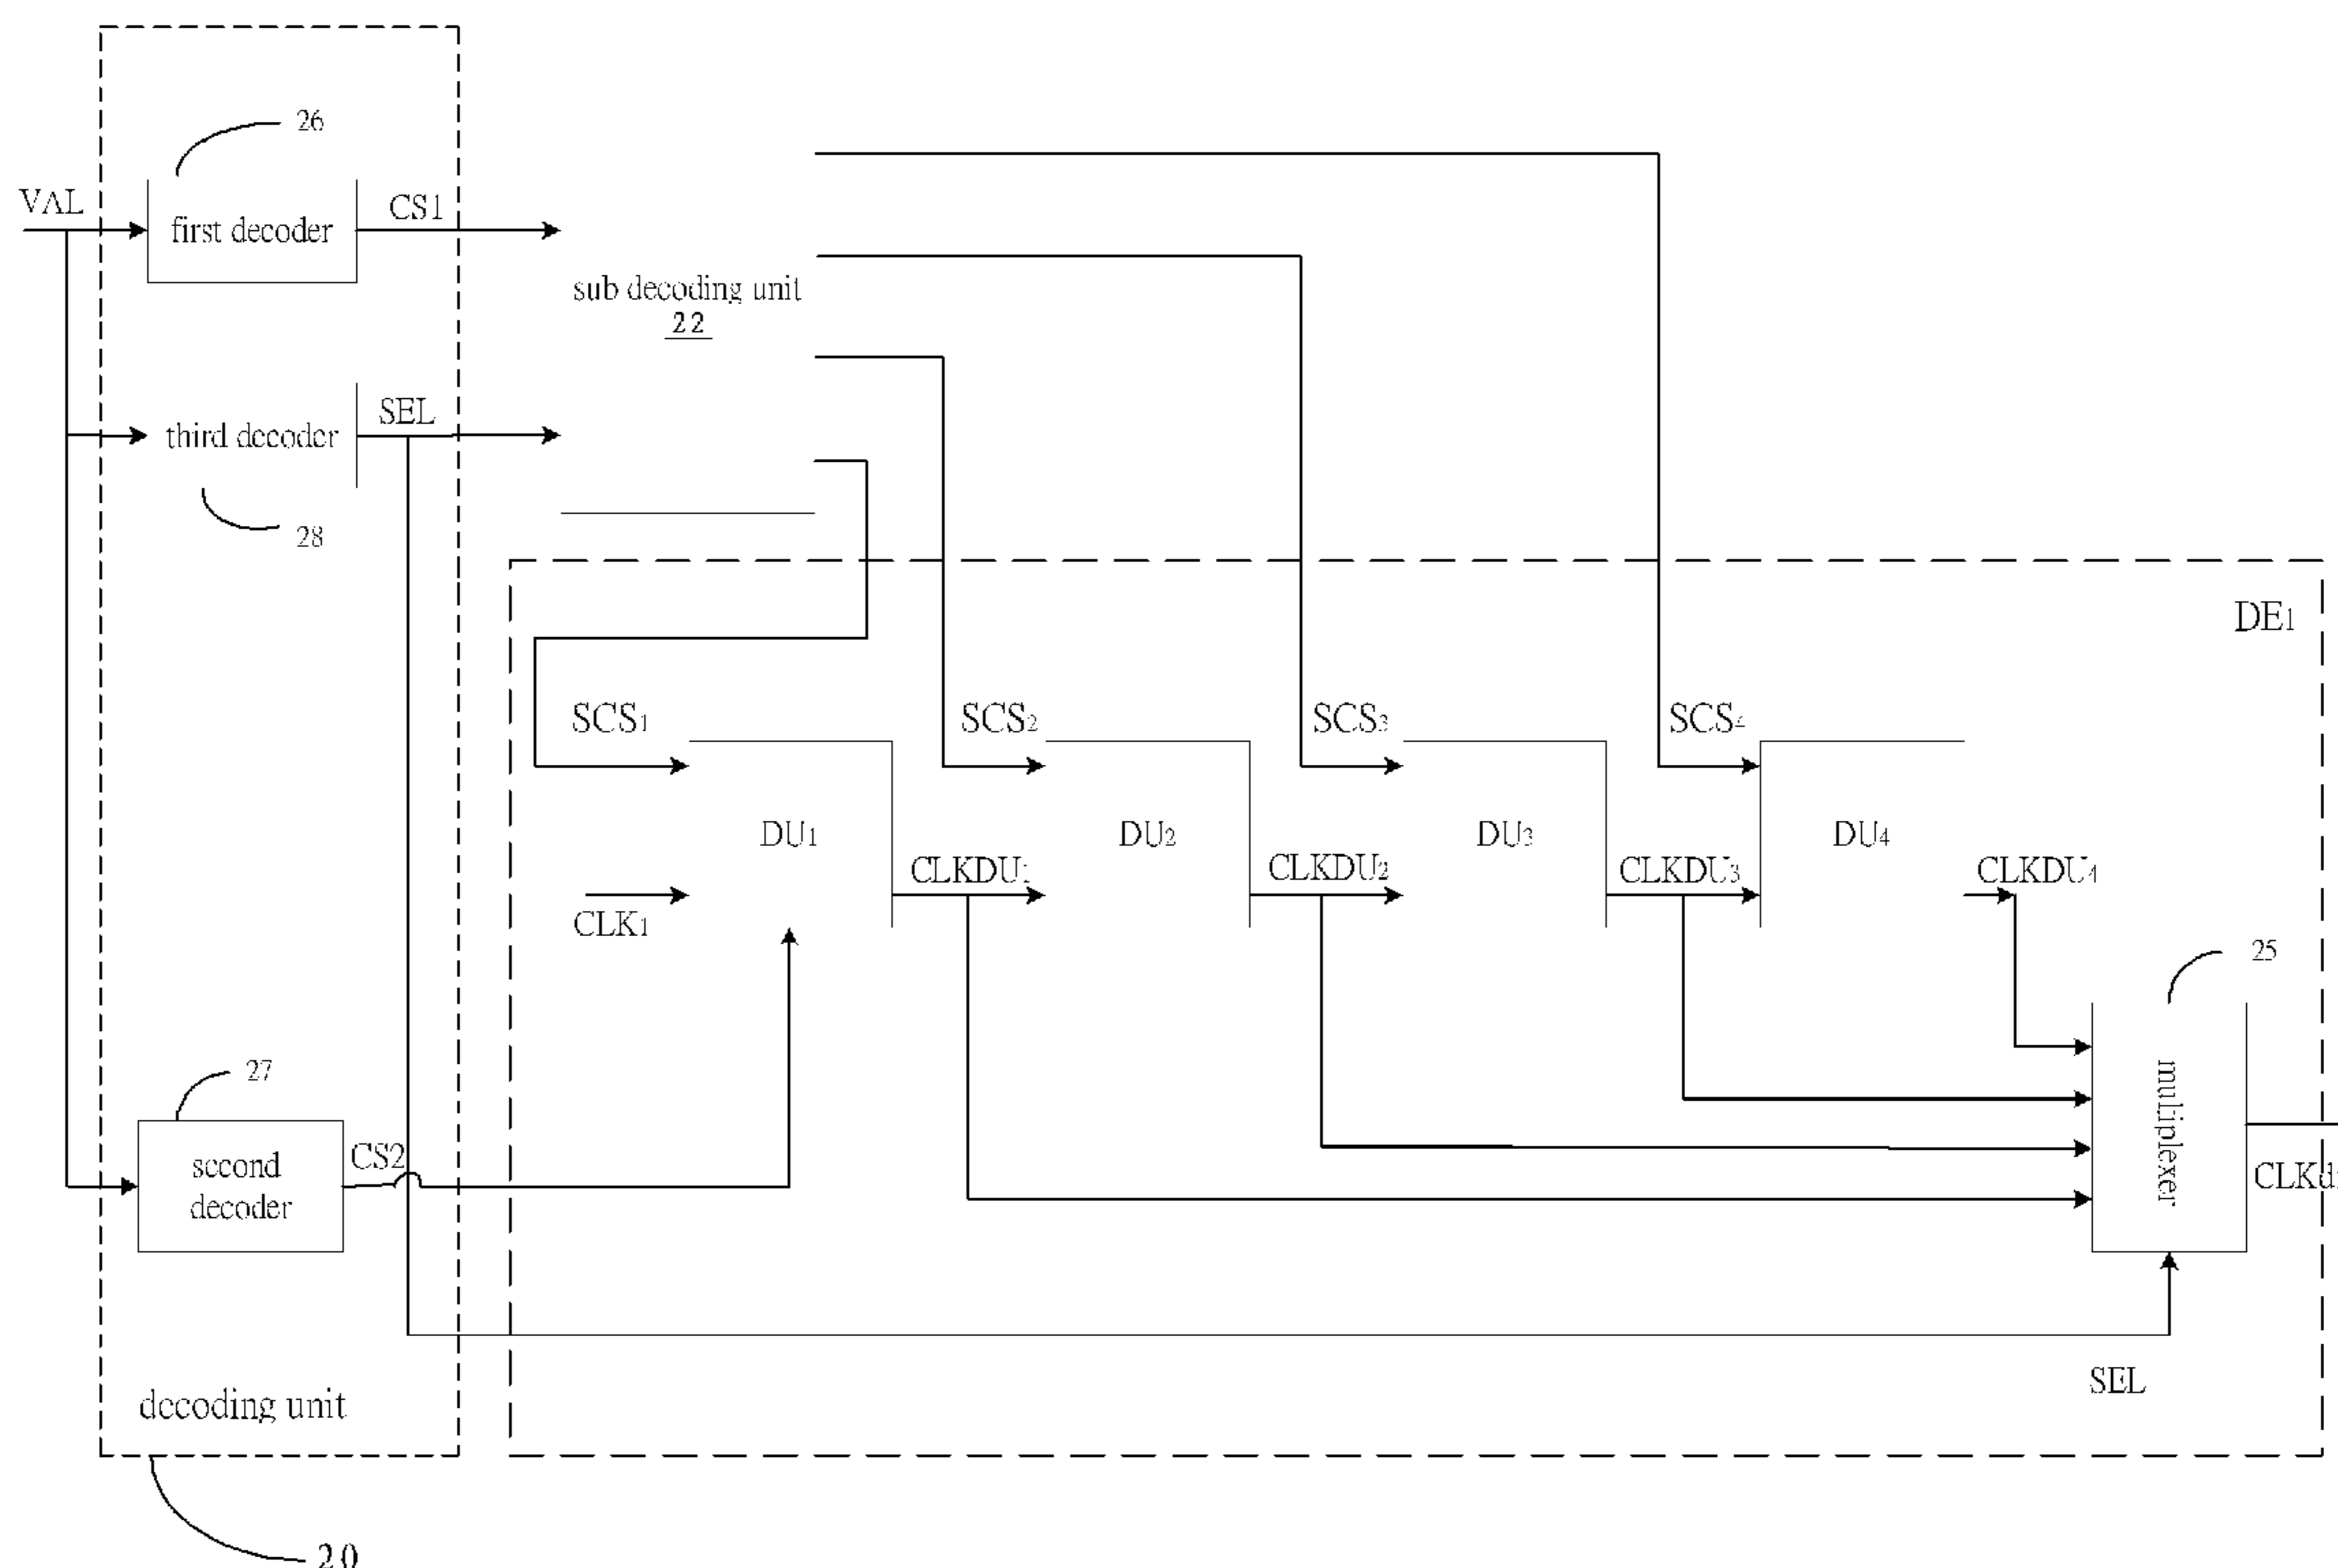 26
VAL
first decoder
CS1
sub decoding unit
22
third decoder
SEL
28
DE1
SCS1
SCS2
SCS3
SCS4
DU1
DU2
DU3
DU4
CLK1
CLKDU1
CLKDU2
CLKDU3
CLKDU4
25
multiplexer
27
second
decoder
CS2
SEL
decoding unit
20